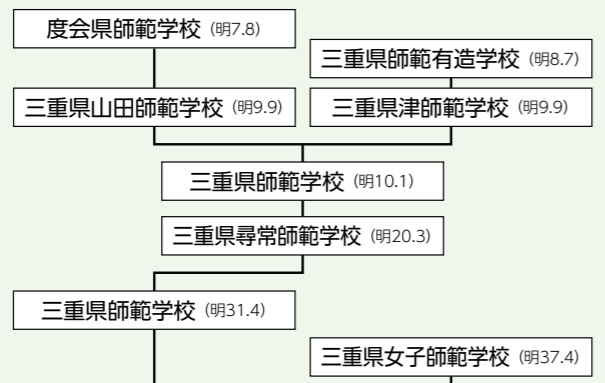 度会県師範学校（明7.8）
三重県師範有造学校（明8.7）
三重県山田師範学校（明9.9）
三重県津師範学校（明9.9）
三重県師範学校（明10.1）
三重県尋常師範学校（明20.3）
三重県師範学校（明31.4）
三重県女子師範学校（明37.4）